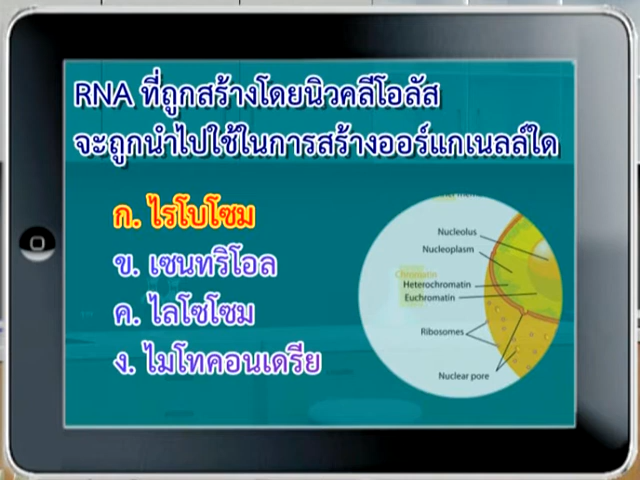 RNA ที่ถูกสร้างโดยนิวคลีโอลัส
จะถูกนำไปใช้ในการสร้างออร์แกเนลล์ใด
ก. ไรโบโซม
ข. เซนทริโอล
ค. ไลโซโซม
ง. ไมโทคอนเดรีย
Nucleolus
Nucleoplasm
Chromatin
Heterochromatin
Euchromatin
Ribosomes
Nuclear pore